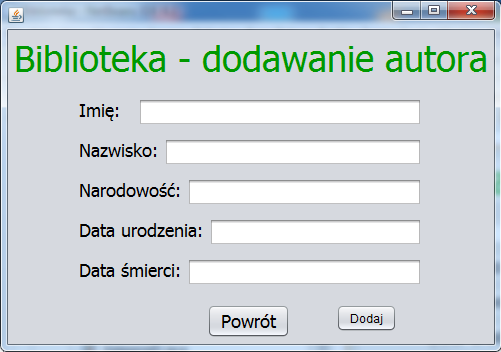 Biblioteka - dodawanie autora
Imię:
Nazwisko:
Narodowość:
Data urodzenia:
Data śmierci:
Powrót Dodaj